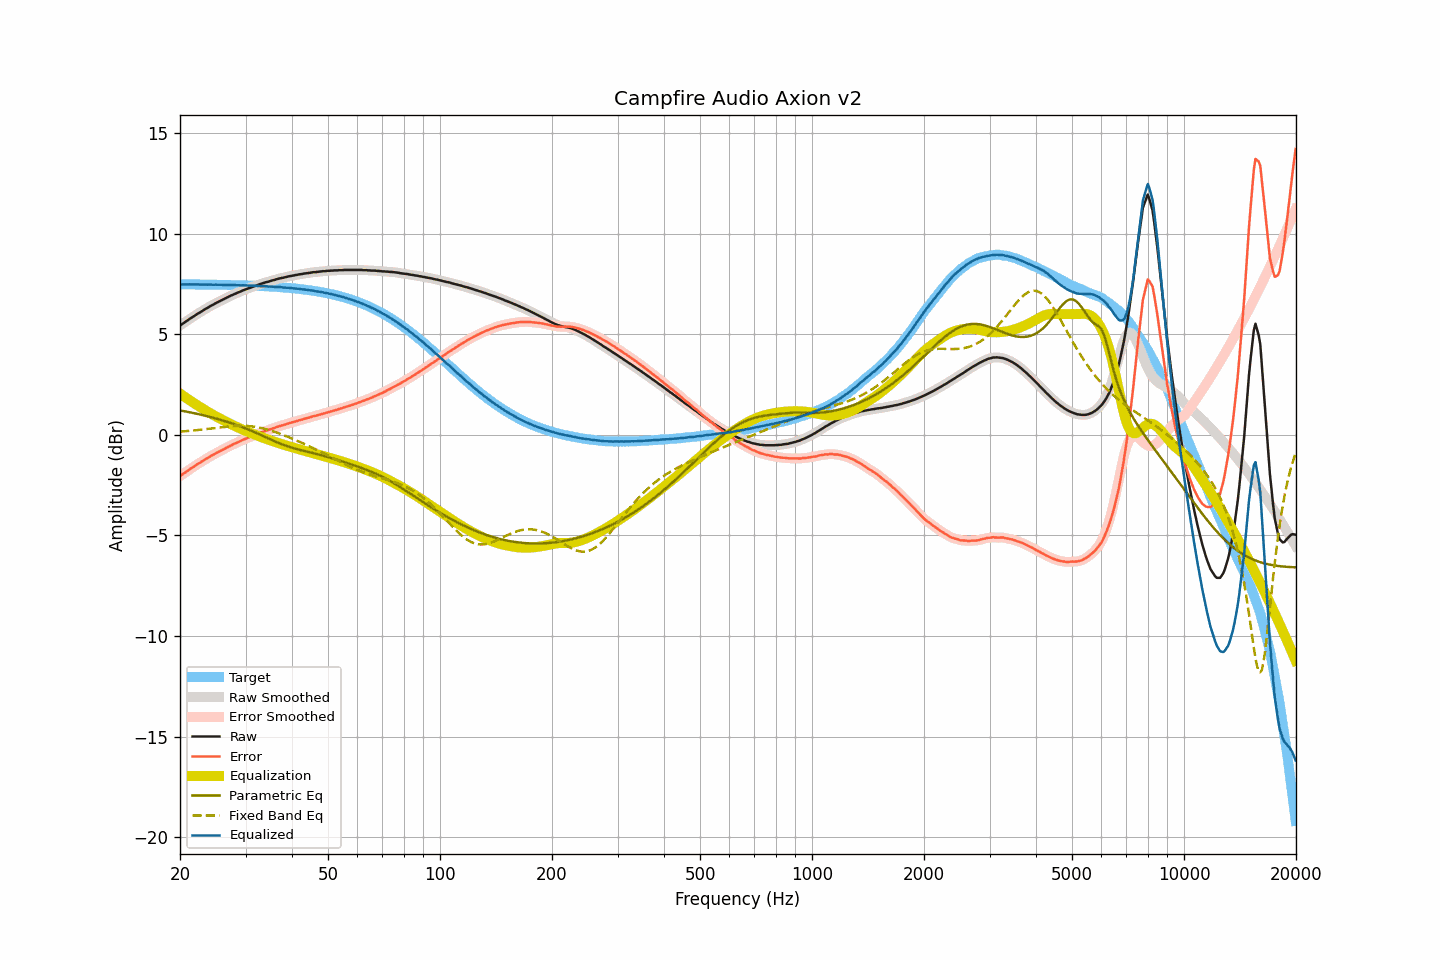 Campfire Audio Axion v2
Amplitude (dBr)
15
10
5
0
−5
−10
−15
−20
Target
Raw Smoothed
Error Smoothed
Raw
Error
Equalization
Parametric Eq
Fixed Band Eq
Equalized
20 50 100 200 500 1000 2000 5000 10000 20000
Frequency (Hz)